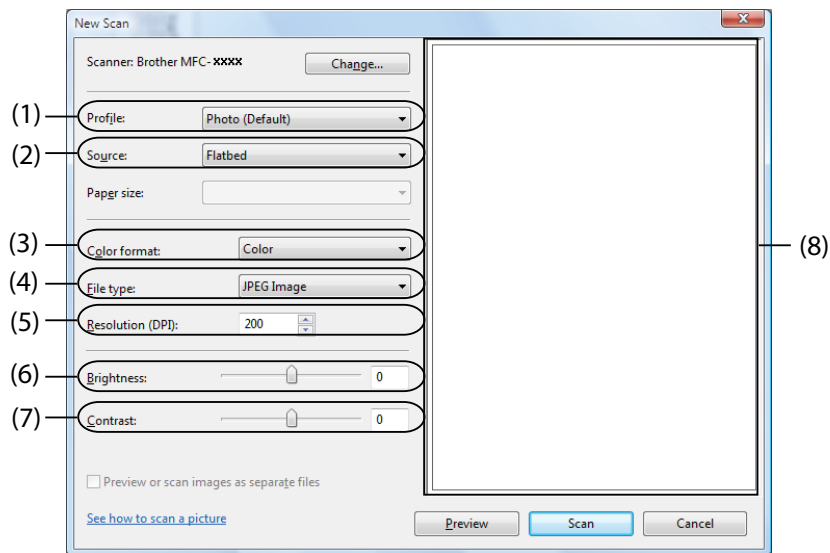 New Scan
Scanner: Brother MFC-XXXX Change...
(1) Profile: Photo (Default)
(2) Source: Flatbed
Paper size:
(3) Color format: Color
(8)
(4) File type: JPEG Image
(5) Resolution (DPI): 200
(6) Brightness: 0
(7) Contrast: 0
Preview or scan images as separate files
See how to scan a picture Preview Scan Cancel